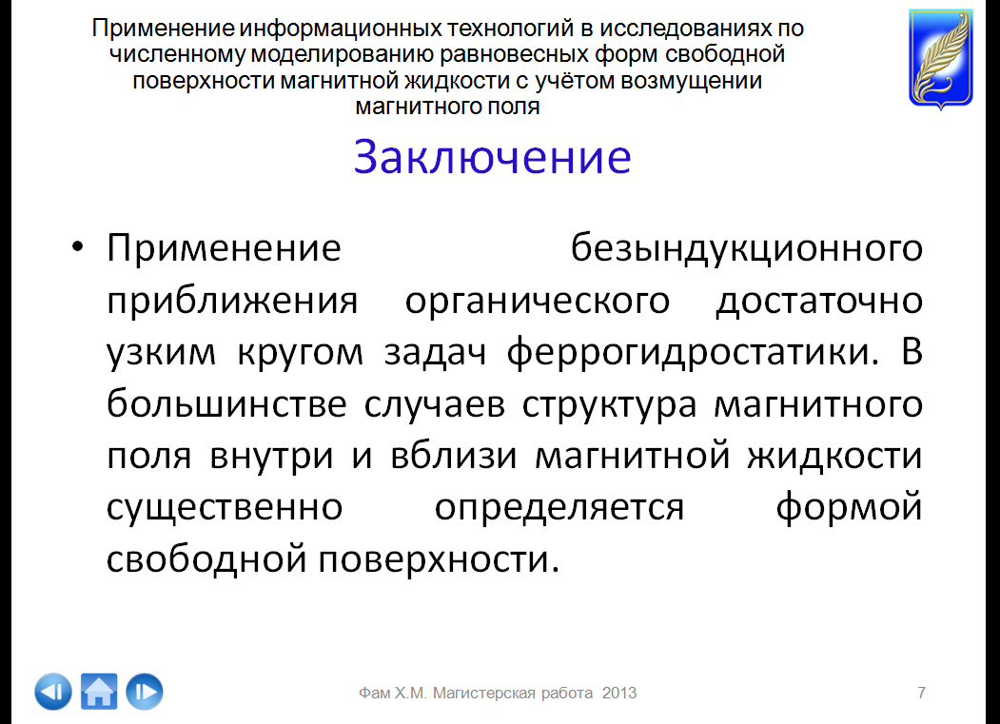 Применение информационных технологий в исследованиях по
численному моделированию равновесных форм свободной
поверхности магнитной жидкости с учётом возмущении
магнитного поля
Заключение
• Применение безындукционного
приближения органического достаточно
узким кругом задач феррогидростатики. В
большинстве случаев структура магнитного
поля внутри и вблизи магнитной жидкости
существенно определяется формой
свободной поверхности.
Фам Х.М. Магистерская работа 2013
7